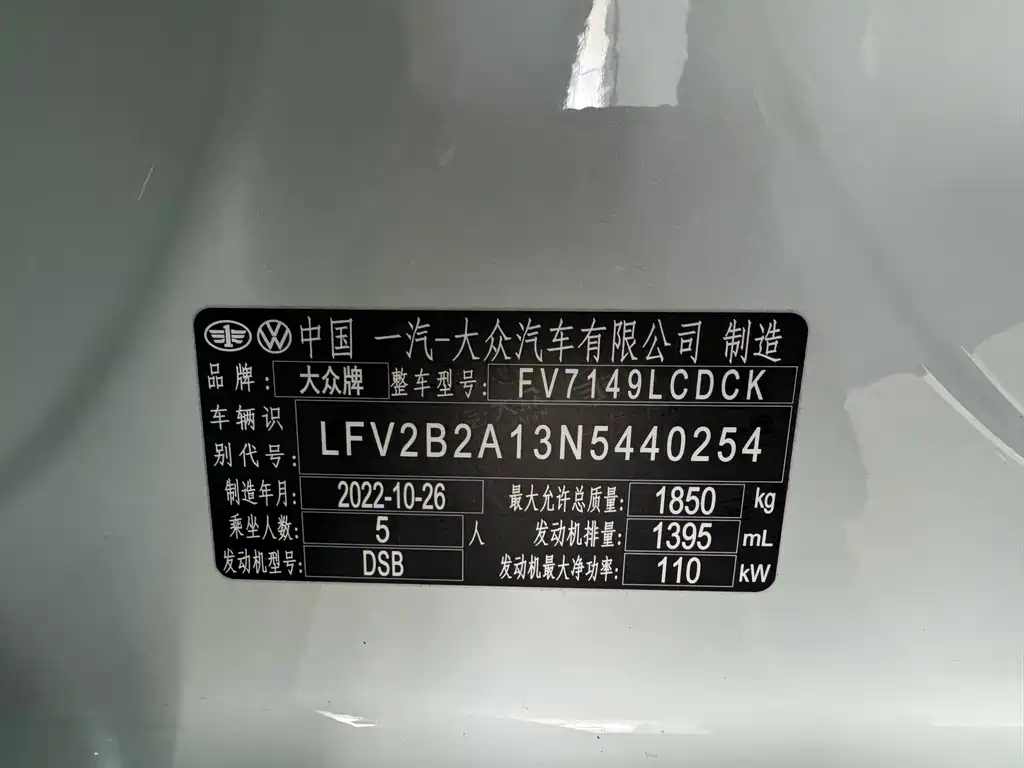 中国 一汽-大众汽车有限公司 制造
品牌: 大众牌 整车型号: FV7149LCDCK
车辆识
别代号: LFV2B2A13N5440254
制造年月: 2022-10-26 最大允许总质量: 1850 kg
乘坐人数: 5 人 发动机排量: 1395 mL
发动机型号: DSB 发动机最大净功率: 110 kW